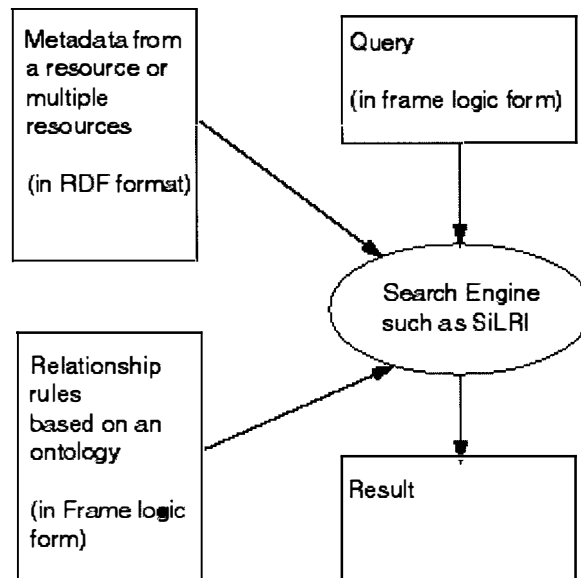 Metadata from
a resource or
multiple
resources
(in RDF format)
Query
(in frame logic form)
Search Engine
such as SiLRI
Relationship
rules
based on an
ontology
(in Frame logic
form)
Result